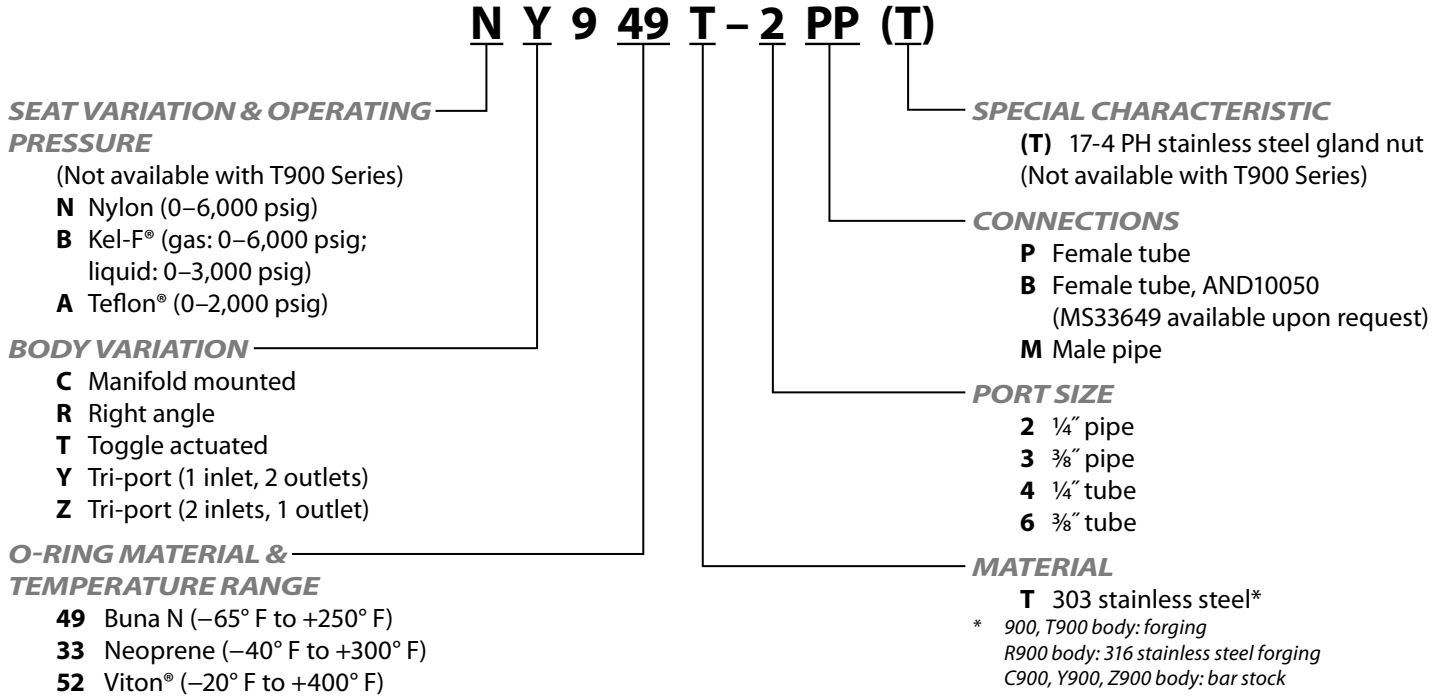 N Y 9 49 T – 2 PP (T)
SEAT VARIATION & OPERATING
PRESSURE
(Not available with T900 Series)
N Nylon (0–6,000 psig)
B Kel-F® (gas: 0–6,000 psig;
liquid: 0–3,000 psig)
A Teflon® (0–2,000 psig)
BODY VARIATION
C Manifold mounted
R Right angle
T Toggle actuated
Y Tri-port (1 inlet, 2 outlets)
Z Tri-port (2 inlets, 1 outlet)
O-RING MATERIAL &
TEMPERATURE RANGE
49 Buna N (–65° F to +250° F)
33 Neoprene (–40° F to +300° F)
52 Viton® (–20° F to +400° F)
SPECIAL CHARACTERISTIC
(T) 17-4 PH stainless steel gland nut
(Not available with T900 Series)
CONNECTIONS
P Female tube
B Female tube, AND10050
(MS33649 available upon request)
M Male pipe
PORT SIZE
2 ¼″ pipe
3 ⅜″ pipe
4 ¼″ tube
6 ⅜″ tube
MATERIAL
T 303 stainless steel*
* 900, T900 body: forging
R900 body: 316 stainless steel forging
C900, Y900, Z900 body: bar stock